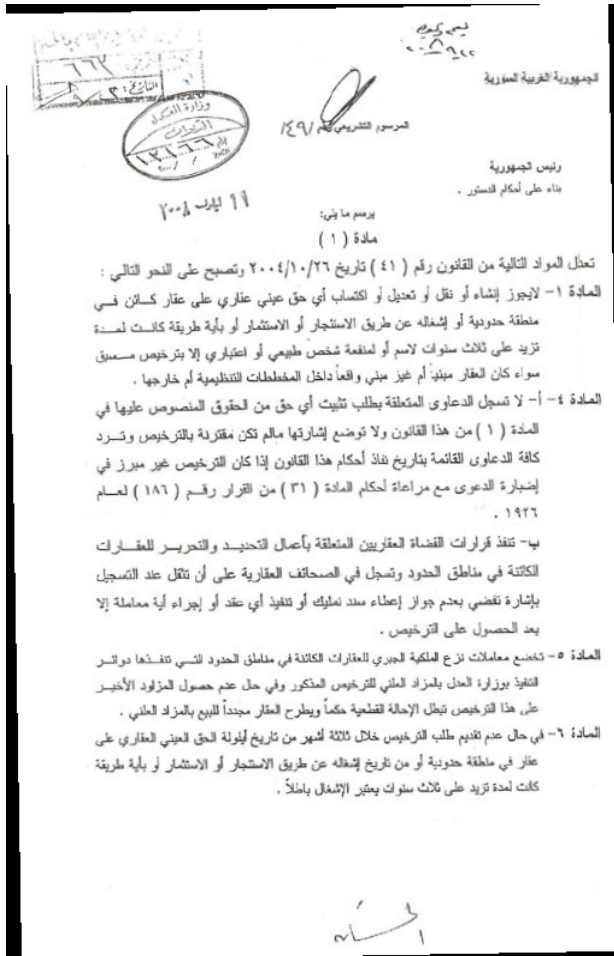 ٦٦٢
التاريخ:
وزارة العدل
الديوان
١٣١٦٦
الجمهورية العربية السورية
المرسوم التشريعي رقم /٤٩/
رئيس الجمهورية
بناء على أحكام الدستور .
يرسم ما يلي:
مادة ( ١ )
تعدل المواد التالية من القانون رقم ( ٤١ ) تاريخ ٢٠٠٤/١٠/٢٦ وتصبح على النحو التالي :
المادة ١- لايجوز إنشاء أو نقل أو تعديل أو اكتساب أي حق عيني عقاري على عقار كائن في
منطقة حدودية أو إشغاله عن طريق الاستئجار أو الاستثمار أو بأية طريقة كانت لمدة
تزيد على ثلاث سنوات لاسم أو لمنفعة شخص طبيعي أو اعتباري إلا بترخيص مسبق
سواء كان العقار مبنياً أم غير مبني واقعاً داخل المخططات التنظيمية أم خارجها .
المادة ٤- أ- لا تسجل الدعاوى المتعلقة بطلب تثبيت أي حق من الحقوق المنصوص عليها في
المادة ( ١ ) من هذا القانون ولا توضع إشارتها مالم تكن مقترنة بالترخيص وترد
كافة الدعاوى القائمة بتاريخ نفاذ أحكام هذا القانون إذا كان الترخيص غير مبرز في
إضبارة الدعوى مع مراعاة أحكام المادة ( ٣١ ) من القرار رقم ( ١٨٦ ) لعام
١٩٢٦ .
ب- تنفذ قرارات القضاة العقاريين المتعلقة بأعمال التحديد والتحرير للعقارات
الكائنة في مناطق الحدود وتسجل في الصحائف العقارية على أن تثقل عند التسجيل
بإشارة تقضي بعدم جواز إعطاء سند تمليك أو تنفيذ أي عقد أو إجراء أية معاملة إلا
بعد الحصول على الترخيص .
المادة ٥- تخضع معاملات نزع الملكية الجبري للعقارات الكائنة في مناطق الحدود التي تنفذها دوائر
التنفيذ بوزارة العدل بالمزاد العلني للترخيص المذكور وفي حال عدم حصول المزاود الأخير
على هذا الترخيص تبطل الإحالة القطعية حكماً ويطرح العقار مجدداً للبيع بالمزاد العلني .
المادة ٦- في حال عدم تقديم طلب الترخيص خلال ثلاثة أشهر من تاريخ أيلولة الحق العيني العقاري على
عقار في منطقة حدودية أو من تاريخ إشغاله عن طريق الاستئجار أو الاستثمار أو بأية طريقة
كانت لمدة تزيد على ثلاث سنوات يعتبر الإشغال باطلاً .